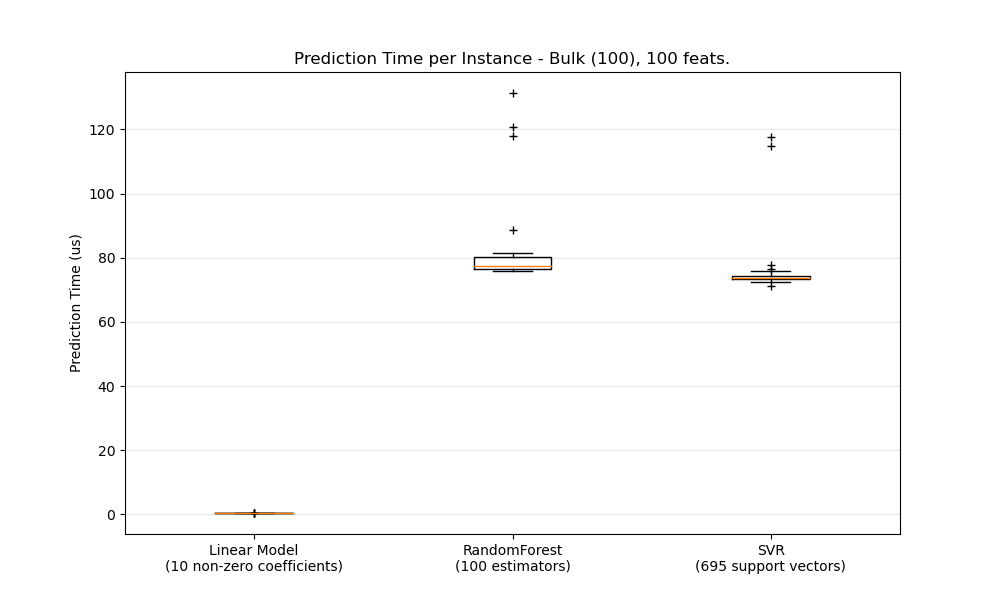 Prediction Time per Instance - Bulk (100), 100 feats.
Prediction Time (us)
120
100
80
60
40
20
0
Linear Model
(10 non-zero coefficients)
RandomForest
(100 estimators)
SVR
(695 support vectors)